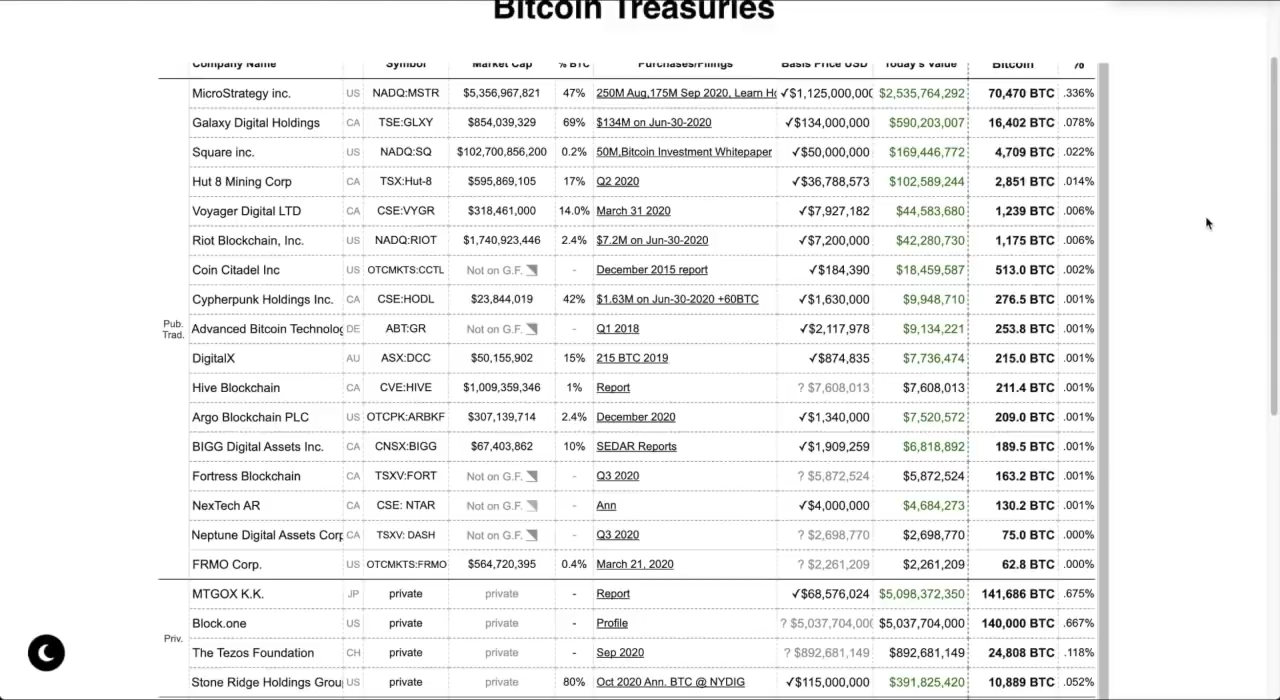 Bitcoin Treasuries
Company Name Symbol Market Cap % BTC Purchases/Filings Basis Price USD Today's Value Bitcoin %
MicroStrategy inc. US NADQ:MSTR $5,356,967,821 47% 250M Aug,175M Sep 2020, Learn Ho ✓$1,125,000,000 $2,535,764,292 70,470 BTC .336%
Galaxy Digital Holdings CA TSE:GLXY $854,039,329 69% $134M on Jun-30-2020 ✓$134,000,000 $590,203,007 16,402 BTC .078%
Square inc. US NADQ:SQ $102,700,856,200 0.2% 50M,Bitcoin Investment Whitepaper ✓$50,000,000 $169,446,772 4,709 BTC .022%
Hut 8 Mining Corp CA TSX:Hut-8 $595,869,105 17% Q2 2020 ✓$36,788,573 $102,589,244 2,851 BTC .014%
Voyager Digital LTD CA CSE:VYGR $318,461,000 14.0% March 31 2020 ✓$7,927,182 $44,583,680 1,239 BTC .006%
Riot Blockchain, Inc. US NADQ:RIOT $1,740,923,446 2.4% $7.2M on Jun-30-2020 ✓$7,200,000 $42,280,730 1,175 BTC .006%
Coin Citadel Inc US OTCMKTS:CCTL Not on G.F. - December 2015 report ✓$184,390 $18,459,587 513.0 BTC .002%
Cypherpunk Holdings Inc. CA CSE:HODL $23,844,019 42% $1.63M on Jun-30-2020 +60BTC ✓$1,630,000 $9,948,710 276.5 BTC .001%
Pub. Trad. Advanced Bitcoin Technolog DE ABT:GR Not on G.F. - Q1 2018 ✓$2,117,978 $9,134,221 253.8 BTC .001%
DigitalX AU ASX:DCC $50,155,902 15% 215 BTC 2019 ✓$874,835 $7,736,474 215.0 BTC .001%
Hive Blockchain CA CVE:HIVE $1,009,359,346 1% Report ? $7,608,013 $7,608,013 211.4 BTC .001%
Argo Blockchain PLC US OTCPK:ARBKF $307,139,714 2.4% December 2020 ✓$1,340,000 $7,520,572 209.0 BTC .001%
BIGG Digital Assets Inc. CA CNSX:BIGG $67,403,862 10% SEDAR Reports ✓$1,909,259 $6,818,892 189.5 BTC .001%
Fortress Blockchain CA TSXV:FORT Not on G.F. - Q3 2020 ? $5,872,524 $5,872,524 163.2 BTC .001%
NexTech AR CA CSE: NTAR Not on G.F. - Ann ✓$4,000,000 $4,684,273 130.2 BTC .001%
Neptune Digital Assets Corp CA TSXV: DASH Not on G.F. - Q3 2020 ? $2,698,770 $2,698,770 75.0 BTC .000%
FRMO Corp. US OTCMKTS:FRMO $564,720,395 0.4% March 21, 2020 ? $2,261,209 $2,261,209 62.8 BTC .000%
MTGOX K.K. JP private private - Report ✓$68,576,024 $5,098,372,350 141,686 BTC .675%
Block.one US private private - Profile ? $5,037,704,000 $5,037,704,000 140,000 BTC .667%
Priv. The Tezos Foundation CH private private - Sep 2020 ? $892,681,149 $892,681,149 24,808 BTC .118%
Stone Ridge Holdings Grou US private private 80% Oct 2020 Ann. BTC @ NYDIG ✓$115,000,000 $391,825,420 10,889 BTC .052%